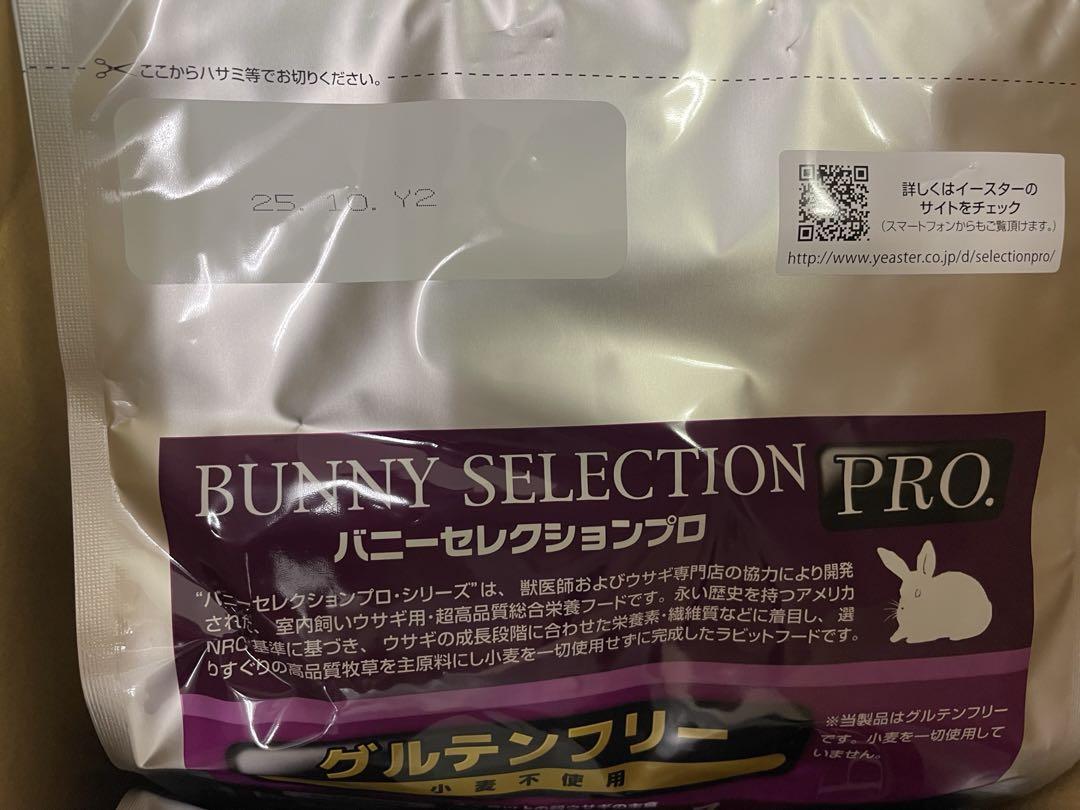 ここからハサミ等でお切りください。
25. 10. Y2
詳しくはイースターの
サイトをチェック
(スマートフォンからもご覧頂けます。)
http://www.yeaster.co.jp/d/selectionpro/
BUNNY SELECTION PRO.
バニーセレクションプロ
“バニーセレクションプロ・シリーズ”は、獣医師およびウサギ専門店の協力により開発
された、室内飼いウサギ用・超高品質総合栄養フードです。永い歴史を持つアメリカ
NRC基準に基づき、ウサギの成長段階に合わせた栄養素・繊維質などに着目し、選
りすぐりの高品質牧草を主原料にし小麦を一切使用せずに完成したラビットフードです。
グルテンフリー
小麦不使用
※当製品はグルテンフリー
です。小麦を一切使用して
いません。